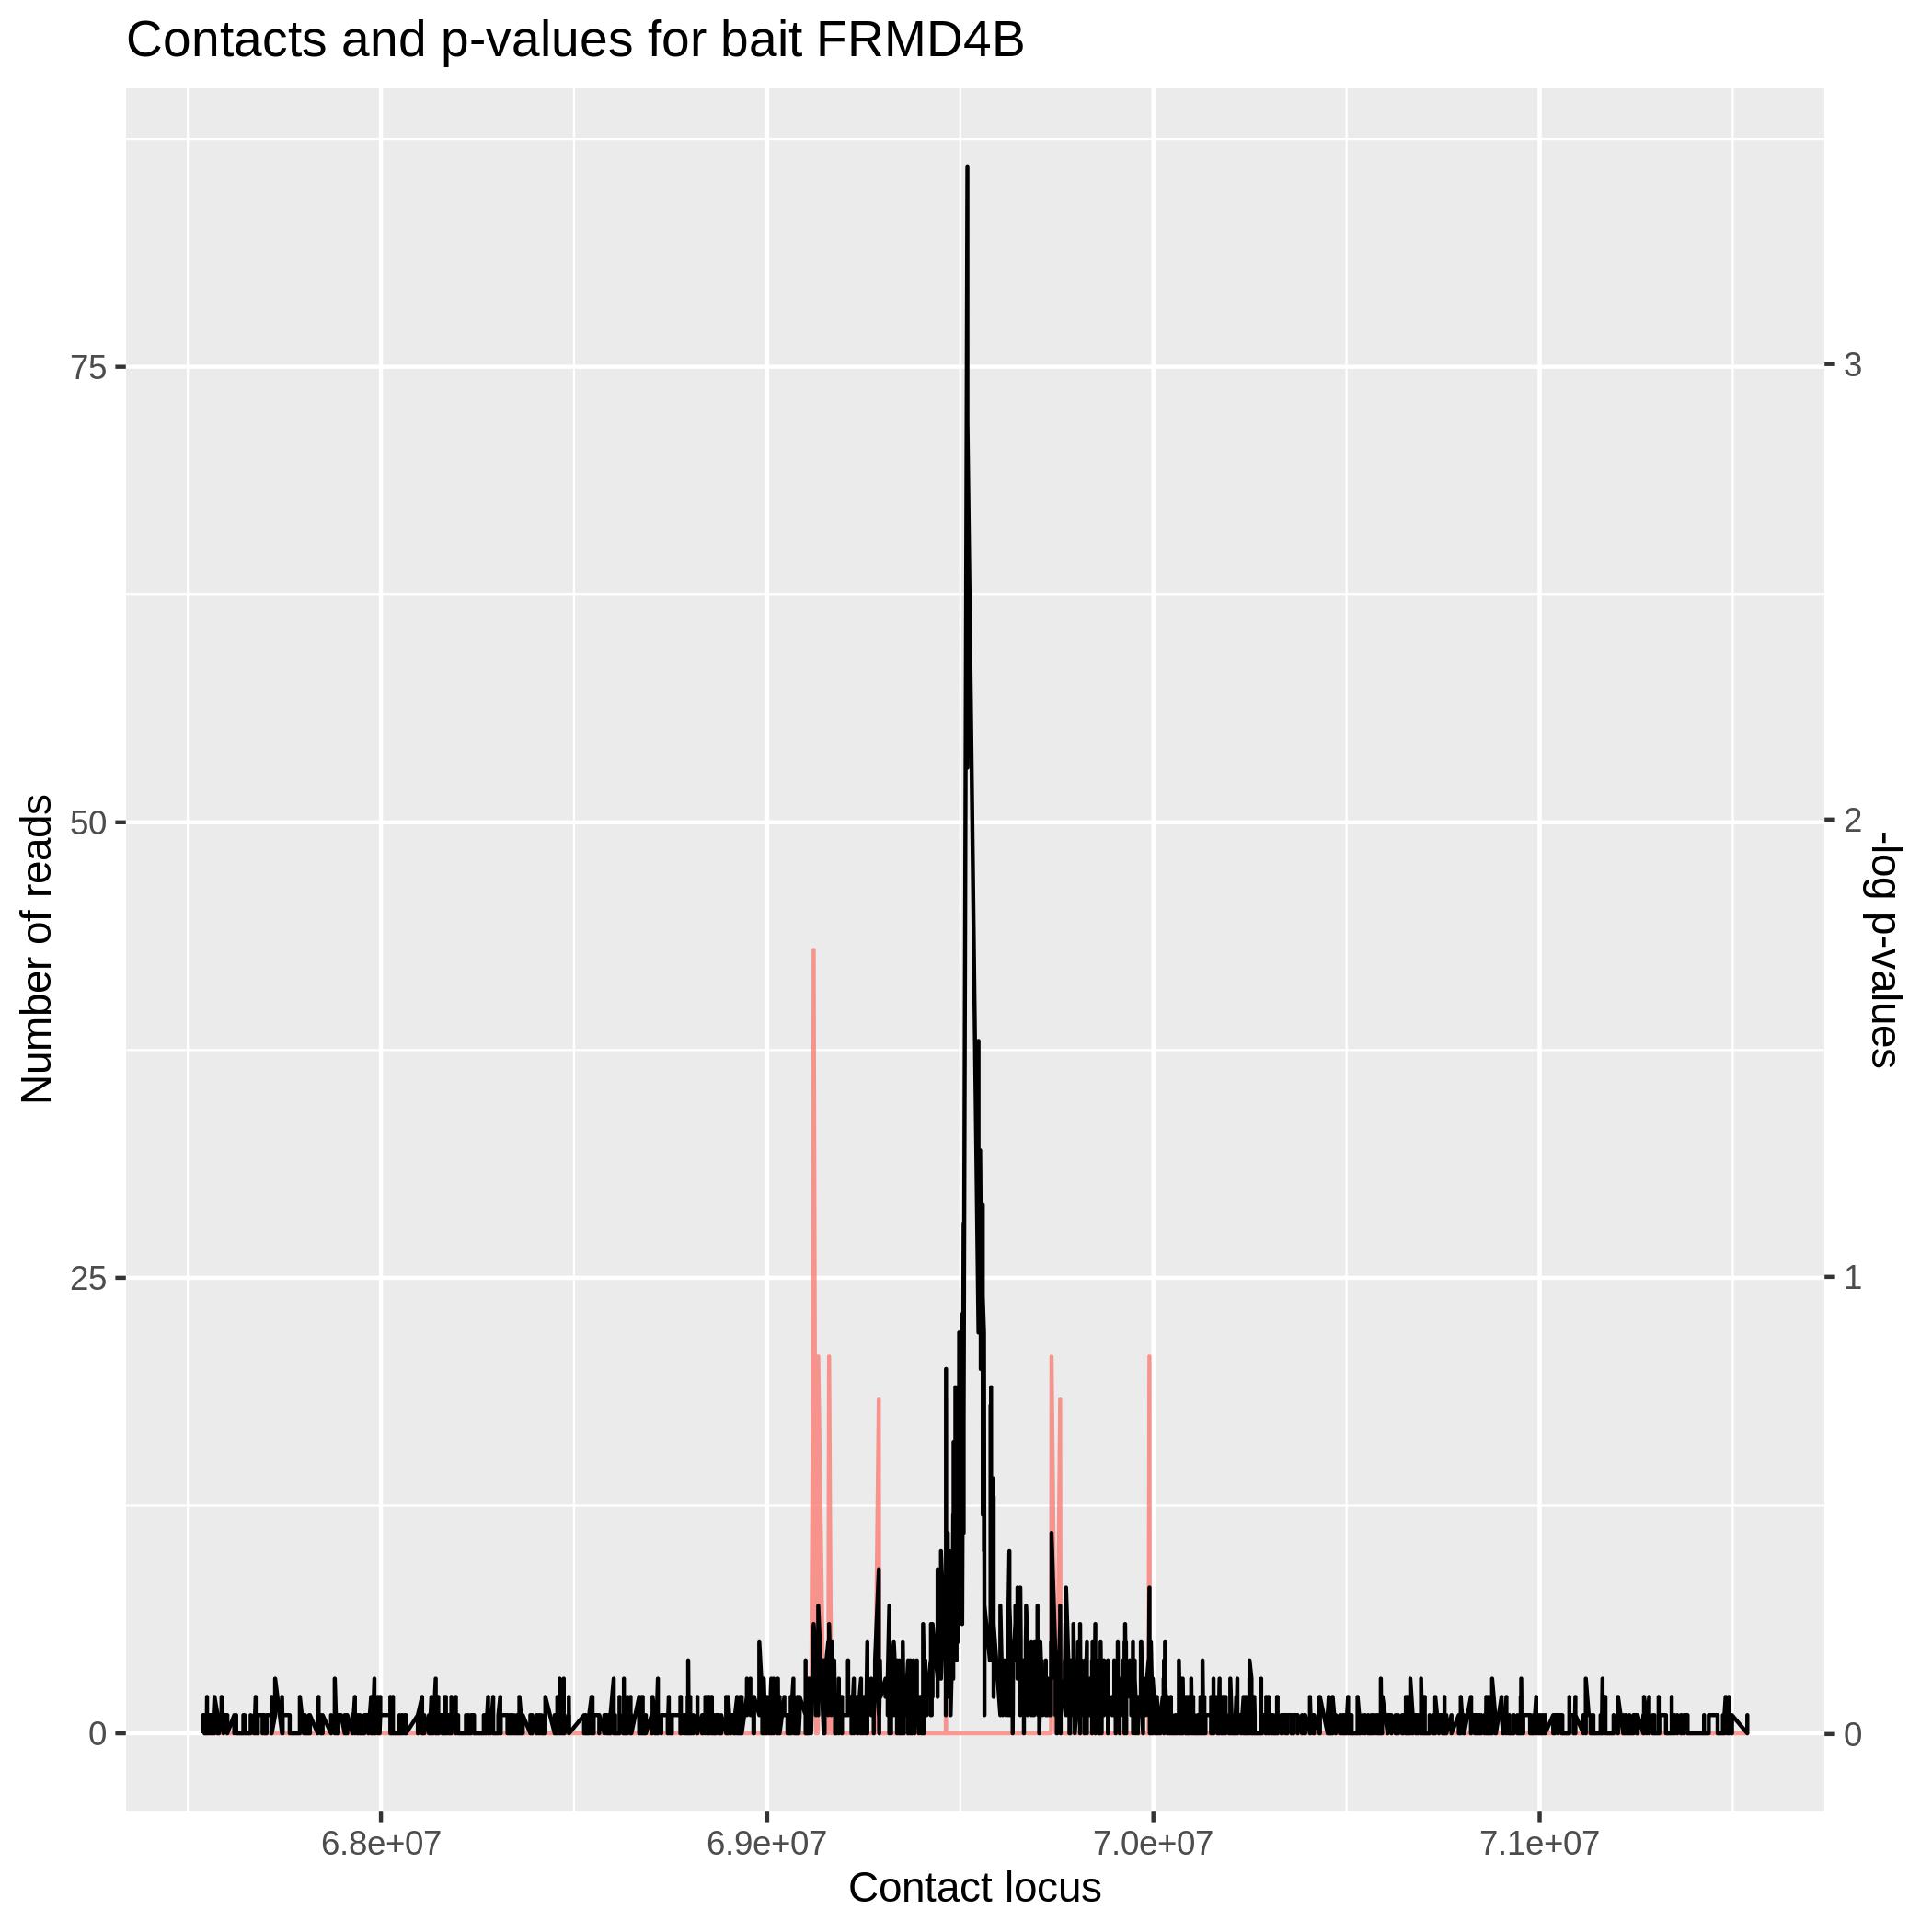 Contacts and p-values for bait FRMD4B
Number of reads
75
50
25
0
3
2
1
0
-log p-values
6.8e+07 6.9e+07 7.0e+07 7.1e+07
Contact locus